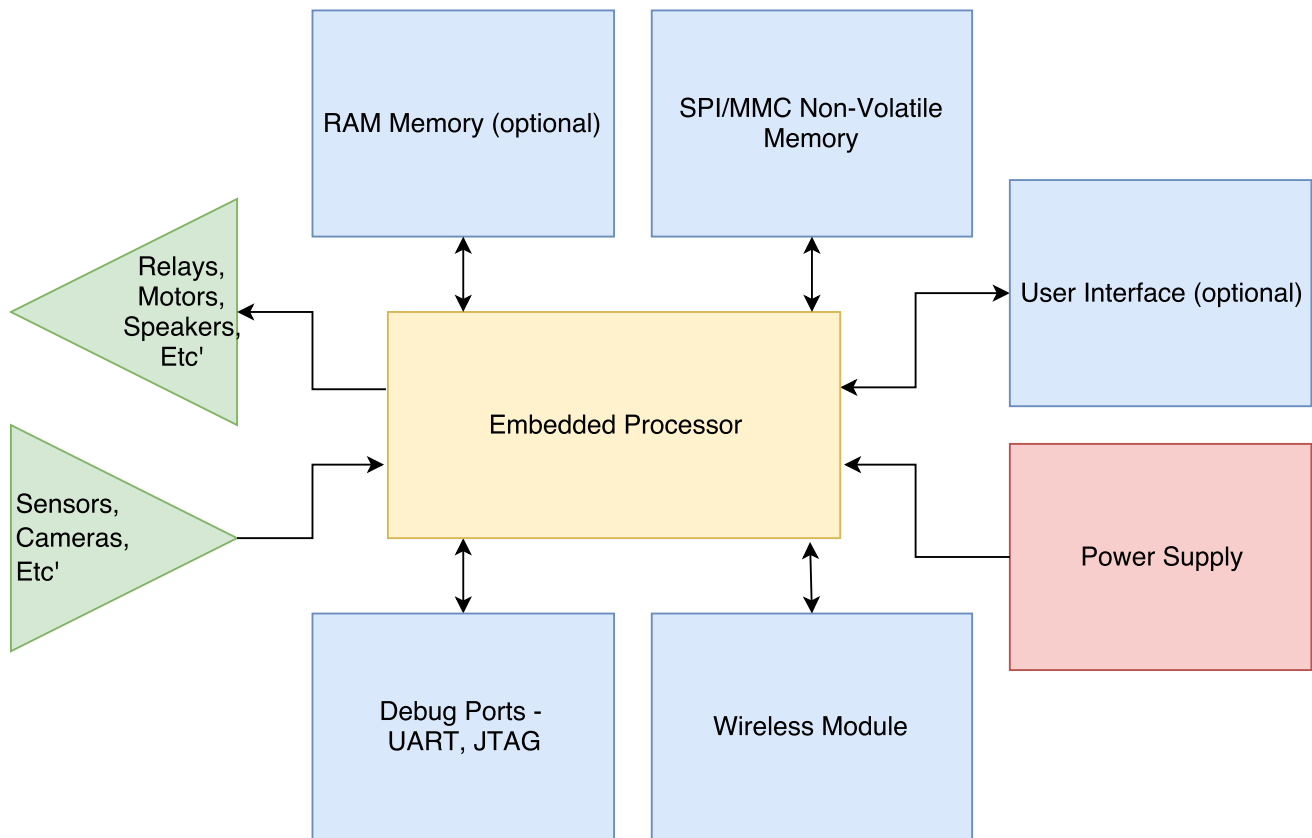 RAM Memory (optional)
SPI/MMC Non-Volatile
Memory
Relays,
Motors,
Speakers,
Etc'
User Interface (optional)
Embedded Processor
Sensors,
Cameras,
Etc'
Power Supply
Debug Ports -
UART, JTAG
Wireless Module